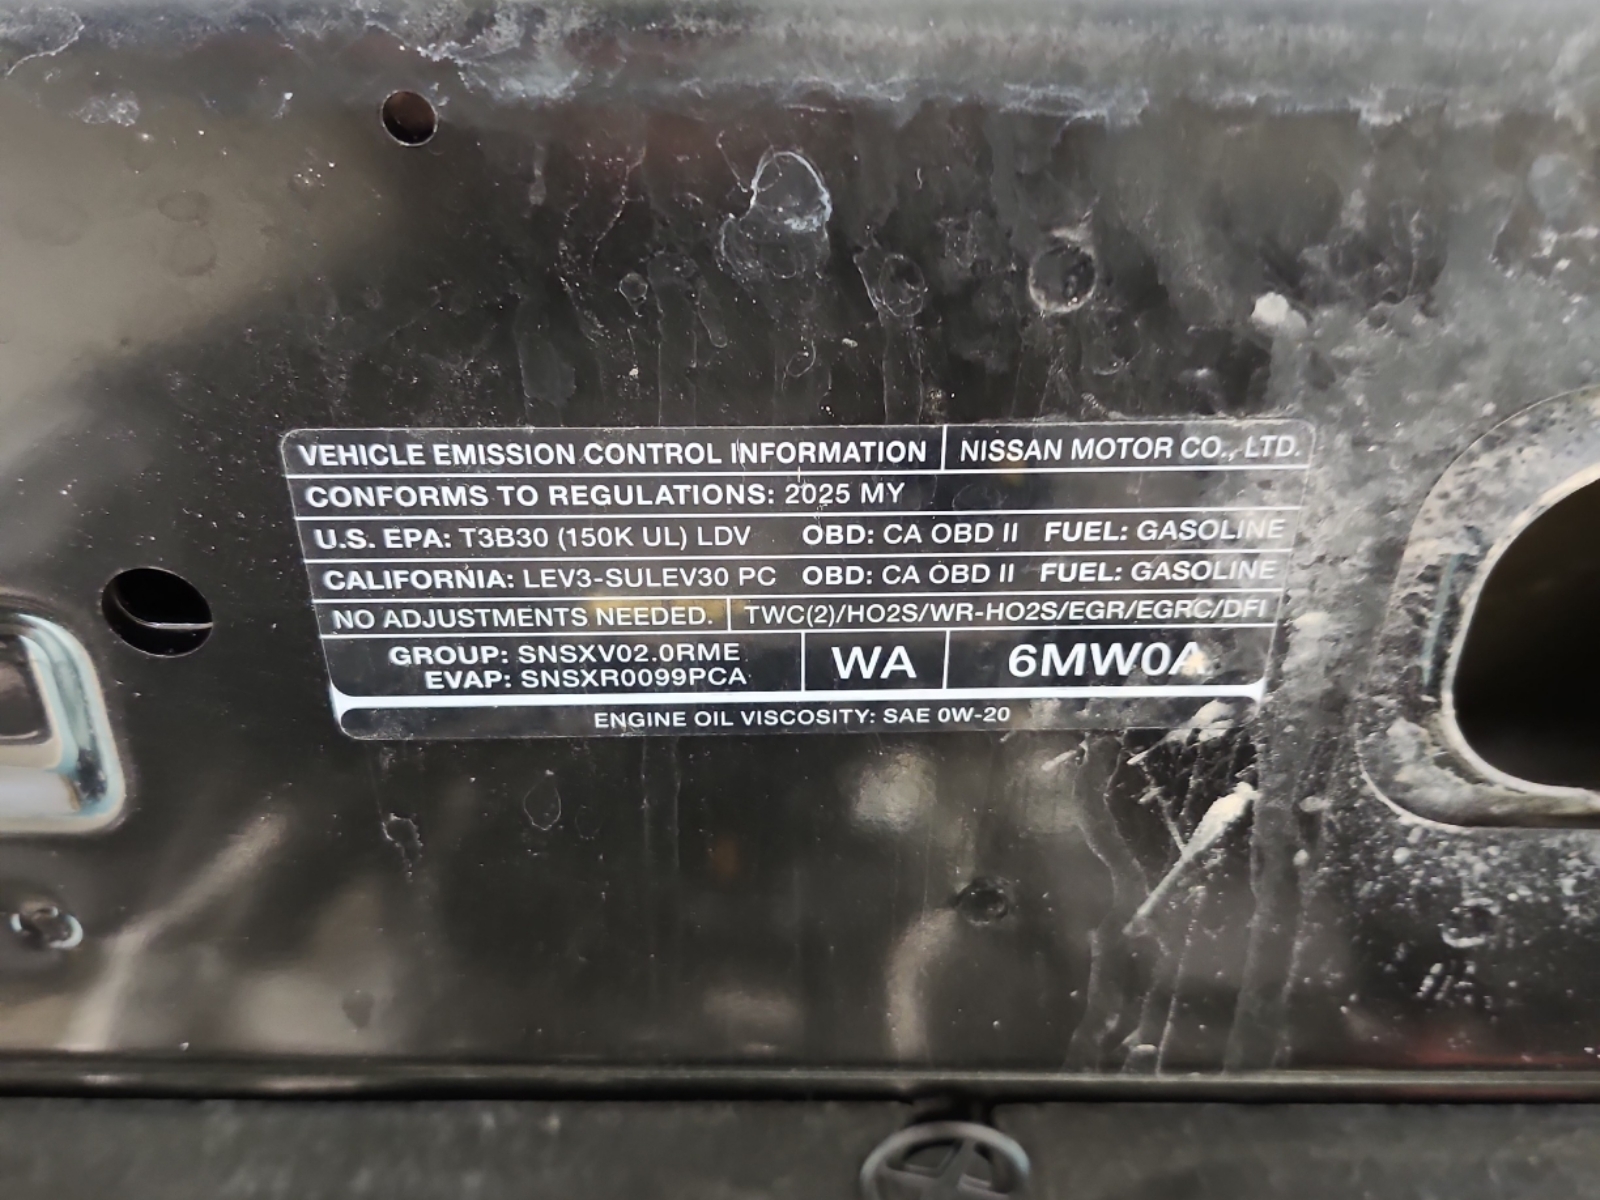 VEHICLE EMISSION CONTROL INFORMATION NISSAN MOTOR CO., LTD.
CONFORMS TO REGULATIONS: 2025 MY
U.S. EPA: T3B30 (150K UL) LDV OBD: CA OBD II FUEL: GASOLINE
CALIFORNIA: LEV3-SULEV30 PC OBD: CA OBD II FUEL: GASOLINE
NO ADJUSTMENTS NEEDED. TWC(2)/HO2S/WR-HO2S/EGR/EGRC/DFI
GROUP: SNSXV02.0RME
EVAP: SNSXR0099PCA
WA 6MW0A
ENGINE OIL VISCOSITY: SAE 0W-20